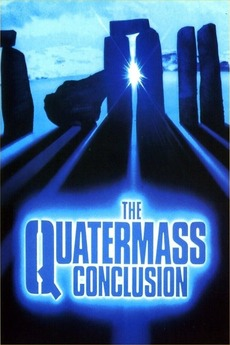 THE
QUATERMASS
CONCLUSION